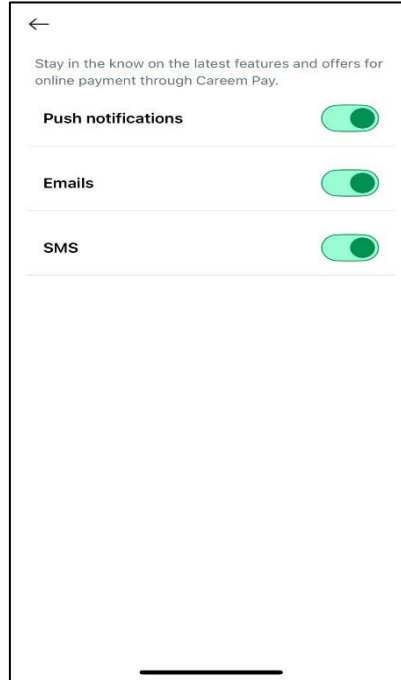 Stay in the know on the latest features and offers for
online payment through Careem Pay.
Push notifications
Emails
SMS